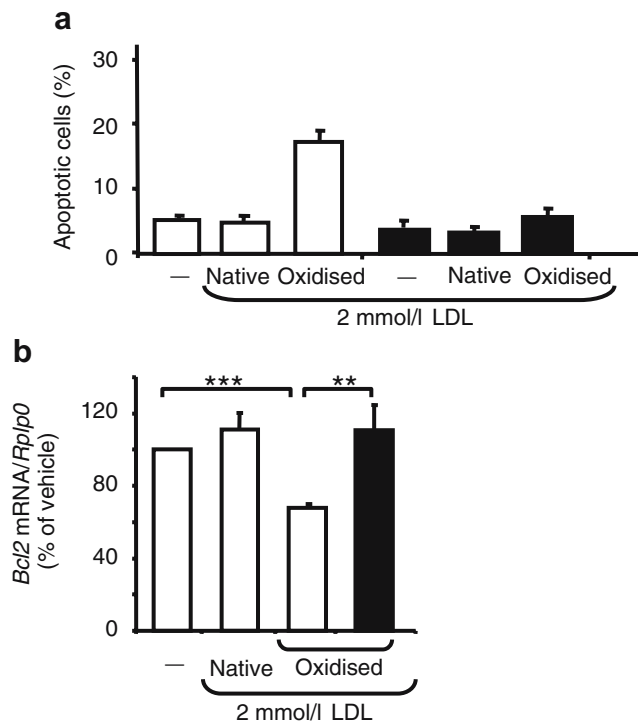 a
Apoptotic cells (%)
30
20
10
0
— Native Oxidised — Native Oxidised
2 mmol/l LDL
b
Bcl2 mRNA/Rplp0
(% of vehicle)
*** **
120
80
40
0
— Native Oxidised
2 mmol/l LDL